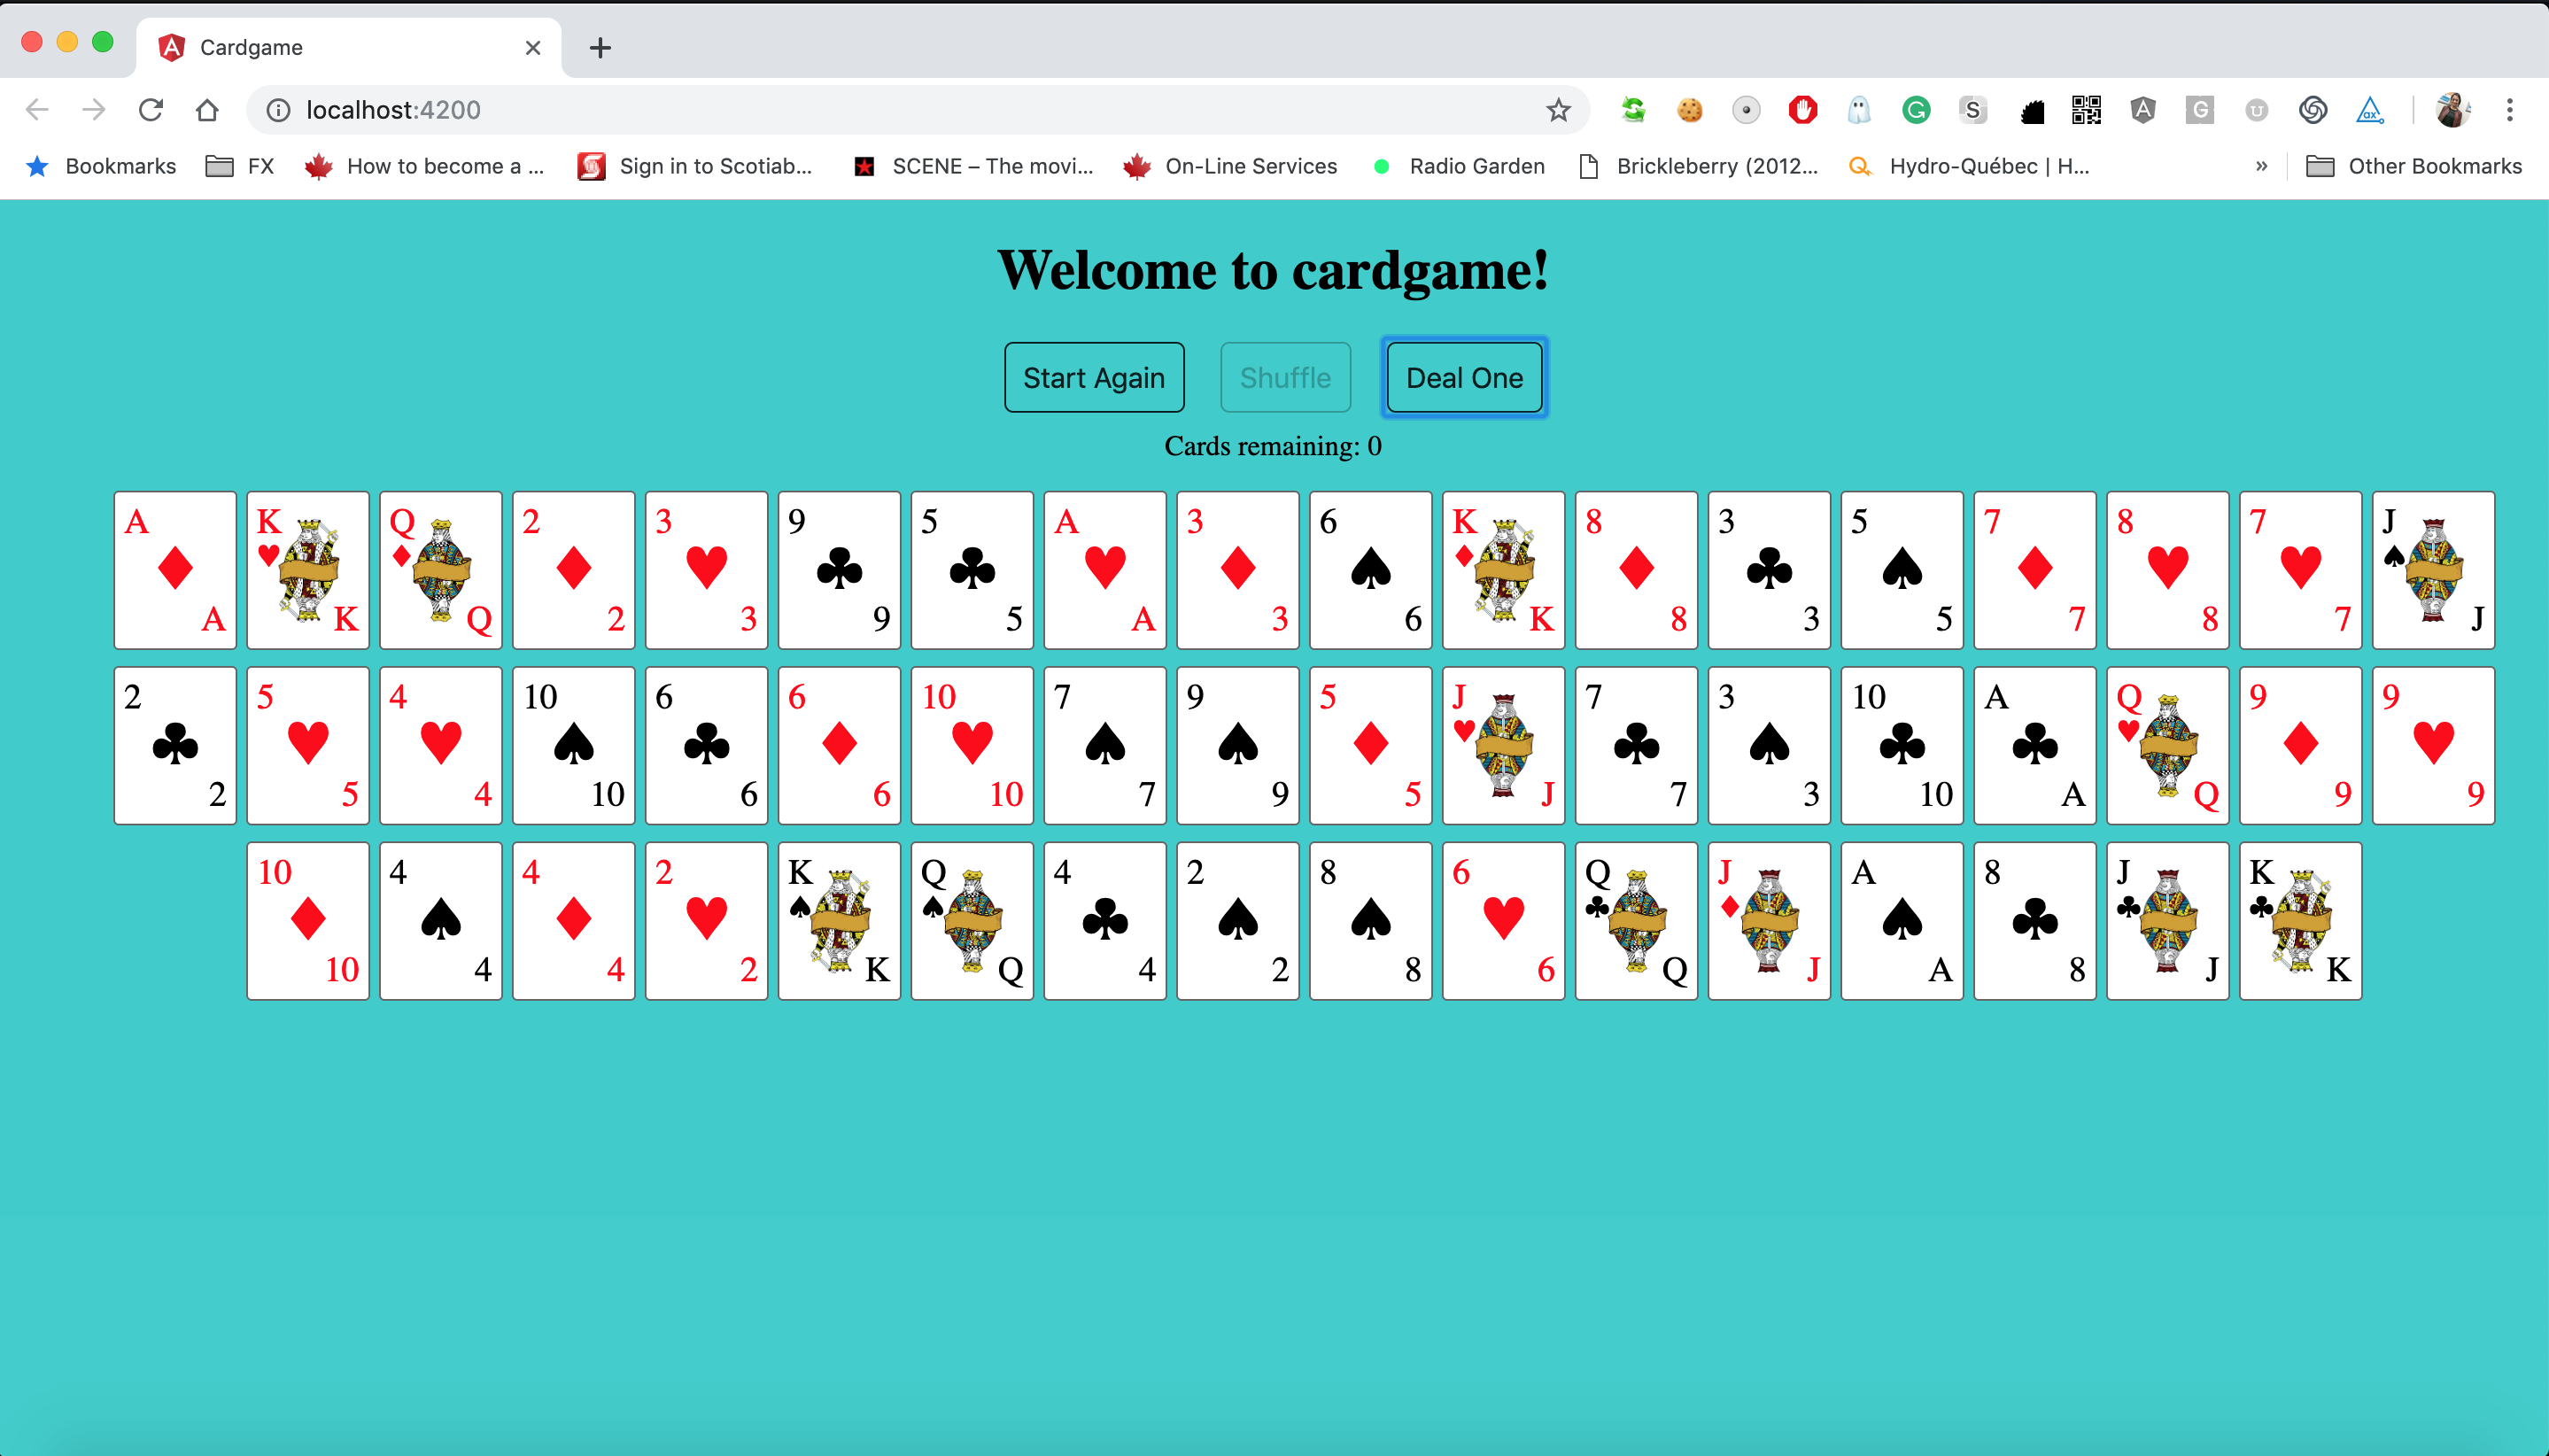 Cardgame
localhost:4200
Bookmarks FX How to become a ... Sign in to Scotiab... SCENE – The movi... On-Line Services Radio Garden Brickleberry (2012... Hydro-Québec | H... » Other Bookmarks
Welcome to cardgame!
Start Again Shuffle Deal One
Cards remaining: 0
A K Q 2 3 9 5 A 3 6 K 8 3 5 7 8 7 J
A K Q 2 3 9 5 A 3 6 K 8 3 5 7 8 7 J
2 5 4 10 6 6 10 7 9 5 J 7 3 10 A Q 9 9
2 5 4 10 6 6 10 7 9 5 J 7 3 10 A Q 9 9
10 4 4 2 K Q 4 2 8 6 Q J A 8 J K
10 4 4 2 K Q 4 2 8 6 Q J A 8 J K